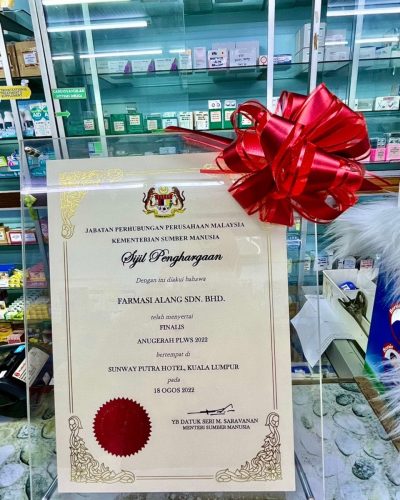 JABATAN PERHUBUNGAN PERUSAHAAN MALAYSIA
KEMENTERIAN SUMBER MANUSIA
Sijil Penghargaan
Dengan ini diakui bahawa
FARMASI ALANG SDN. BHD.
telah menyertai
FINALIS
ANUGERAH PLWS 2022
bertempat di
SUNWAY PUTRA HOTEL, KUALA LUMPUR
pada
18 OGOS 2022
YB DATUK SERI M. SARAVANAN
MENTERI SUMBER MANUSIA